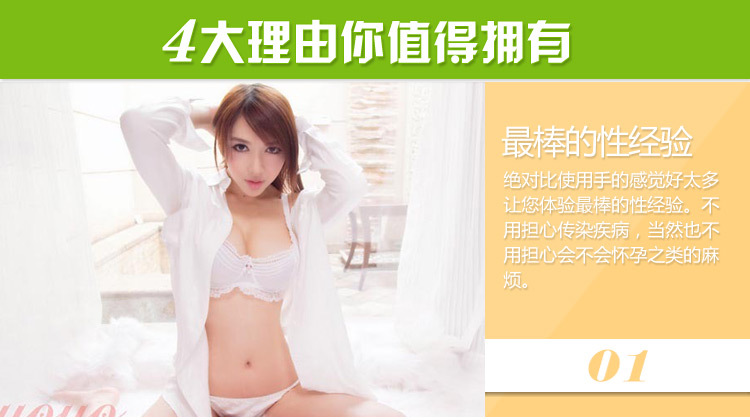 4大理由你值得拥有
最棒的性经验
绝对比使用手的感觉好太多
让您体验最棒的性经验。不
用担心传染疾病，当然也不
用担心会不会怀孕之类的麻
烦。
01